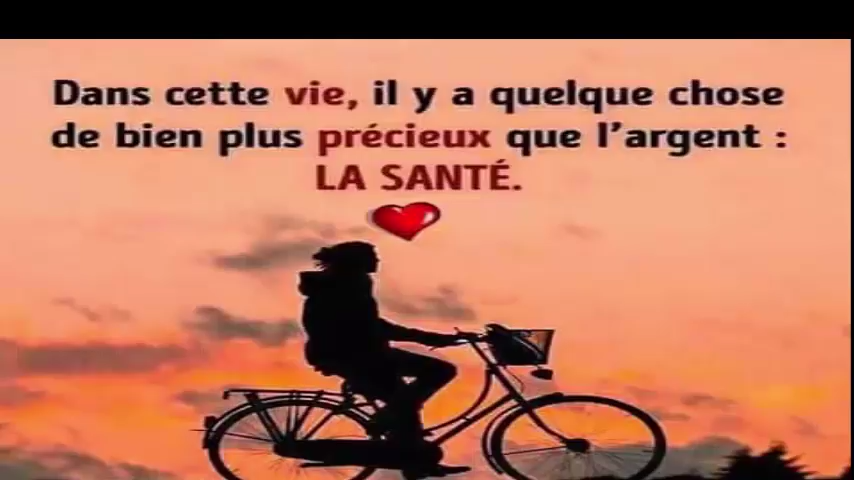 Dans cette vie, il y a quelque chose
de bien plus précieux que l'argent :
LA SANTÉ.